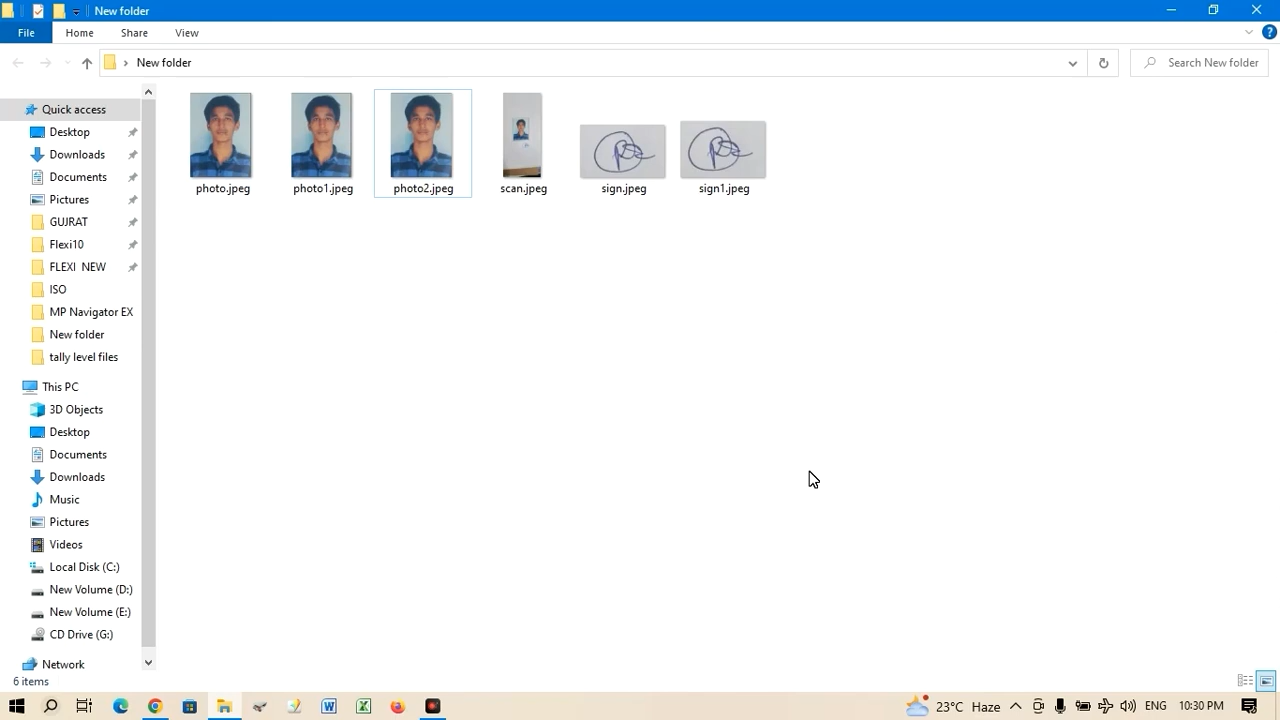 New folder
File
Home
Share
View
New folder
Search New folder
Quick access
Desktop
Downloads
Documents
Pictures
GUJRAT
Flexi10
FLEXI NEW
ISO
MP Navigator EX
New folder
tally level files
This PC
3D Objects
Desktop
Documents
Downloads
Music
Pictures
Videos
Local Disk (C:)
New Volume (D:)
New Volume (E:)
CD Drive (G:)
Network
photo.jpeg
photo1.jpeg
photo2.jpeg
scan.jpeg
sign.jpeg
sign1.jpeg
6 items
23°C Haze
ENG
10:30 PM